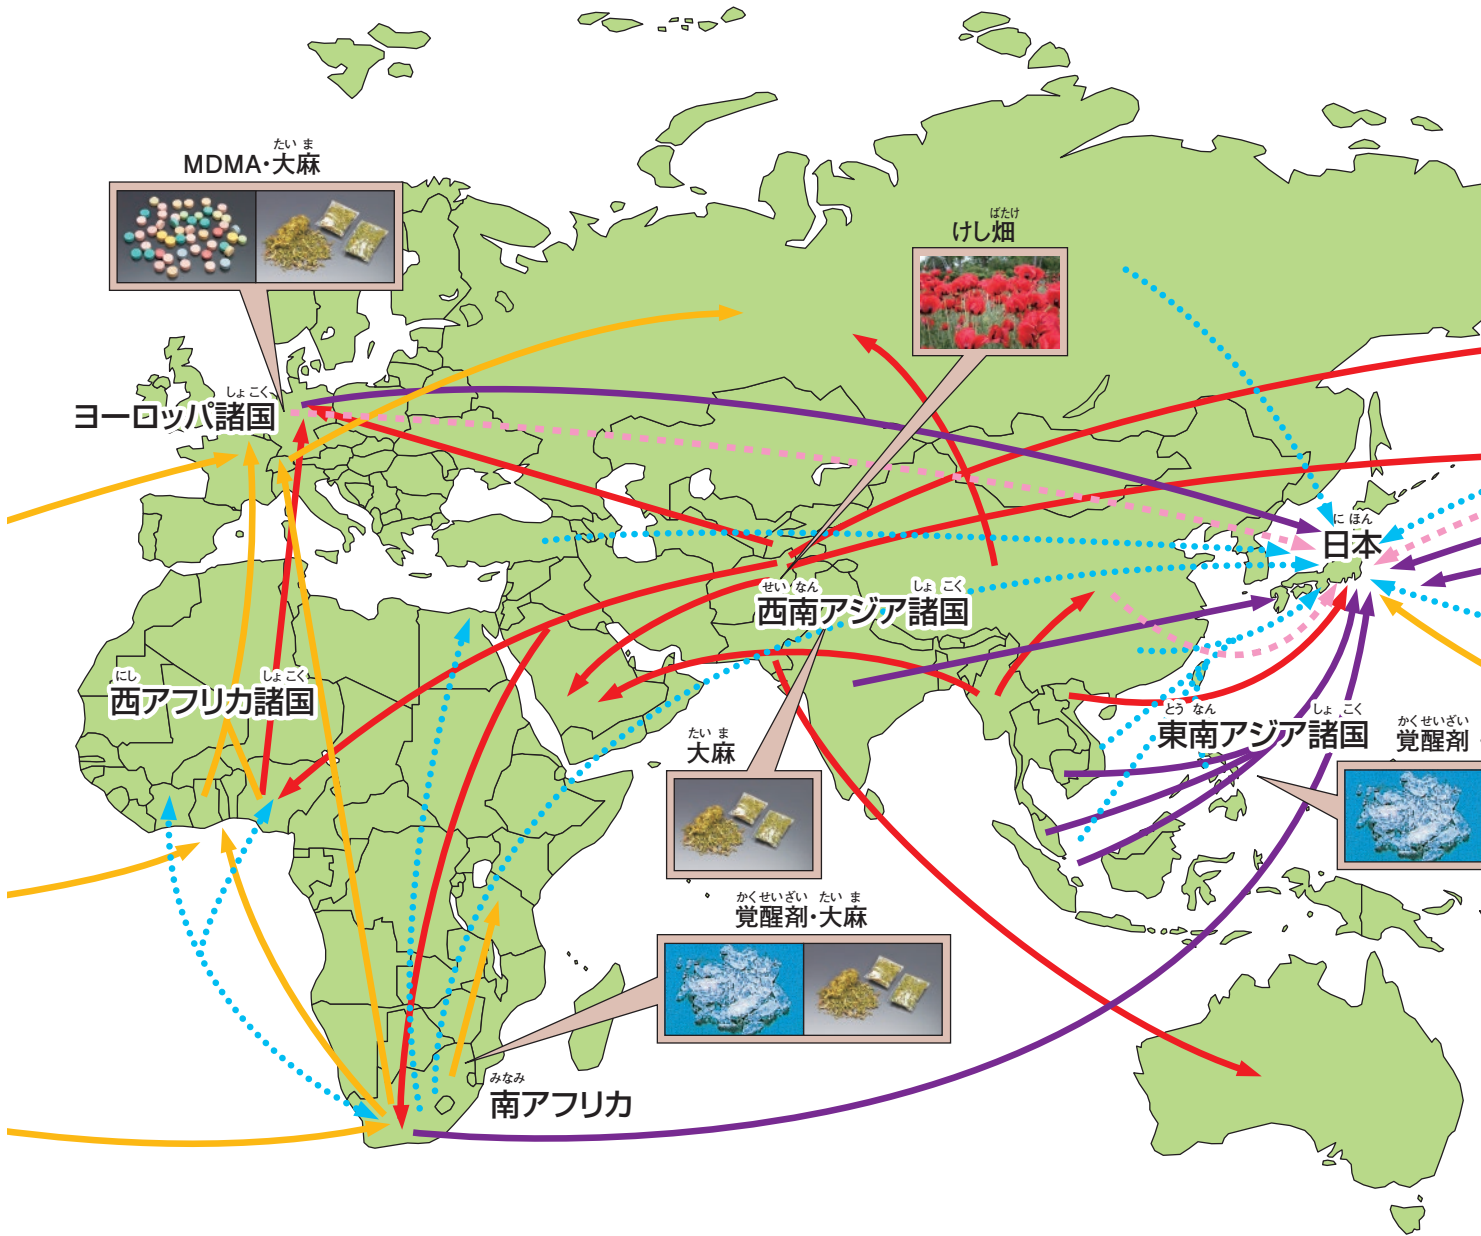 たいま
MDMA・大麻
ばたけ
けし畑
しょこく
ヨーロッパ諸国
にほん
日本
せいなん しょこく
西南アジア諸国
にし しょこく
西アフリカ諸国
とうなん しょこく
東南アジア諸国
かくせいざい
覚醒剤
たいま
大麻
かくせいざい たいま
覚醒剤・大麻
みなみ
南アフリカ